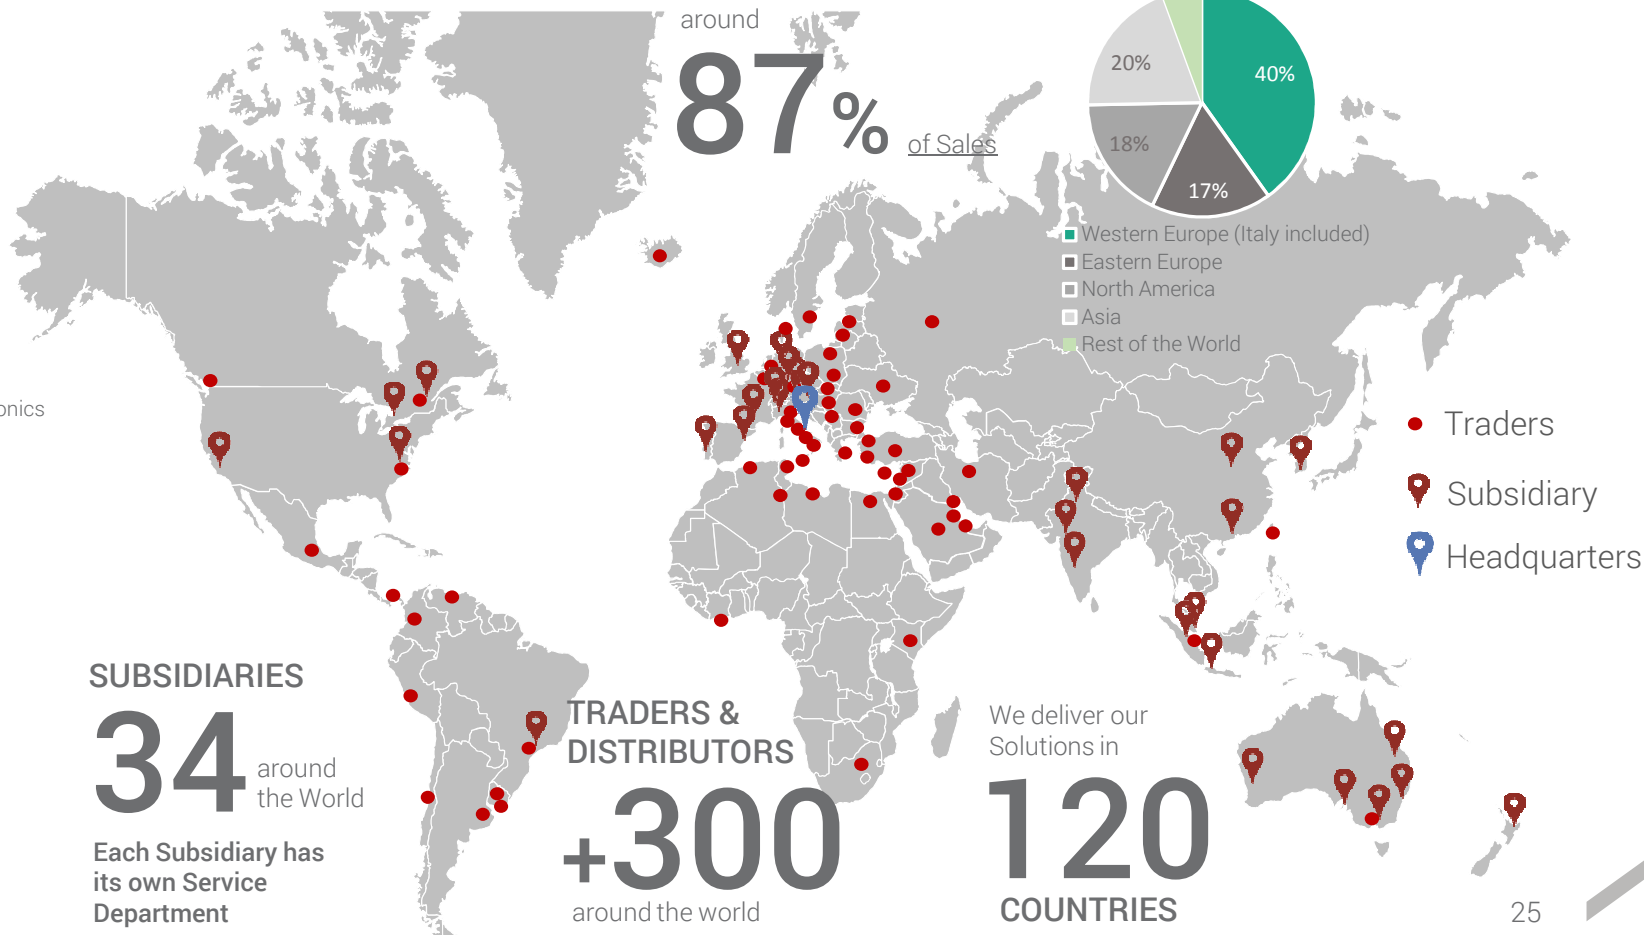 around
87%
of Sales
20%
40%
18%
17%
Western Europe (Italy included)
Eastern Europe
North America
Asia
Rest of the World
onics
Traders
Subsidiary
Headquarters
SUBSIDIARIES
34
around
the World
Each Subsidiary has
its own Service
Department
TRADERS &
DISTRIBUTORS
+300
around the world
We deliver our
Solutions in
120
COUNTRIES
25